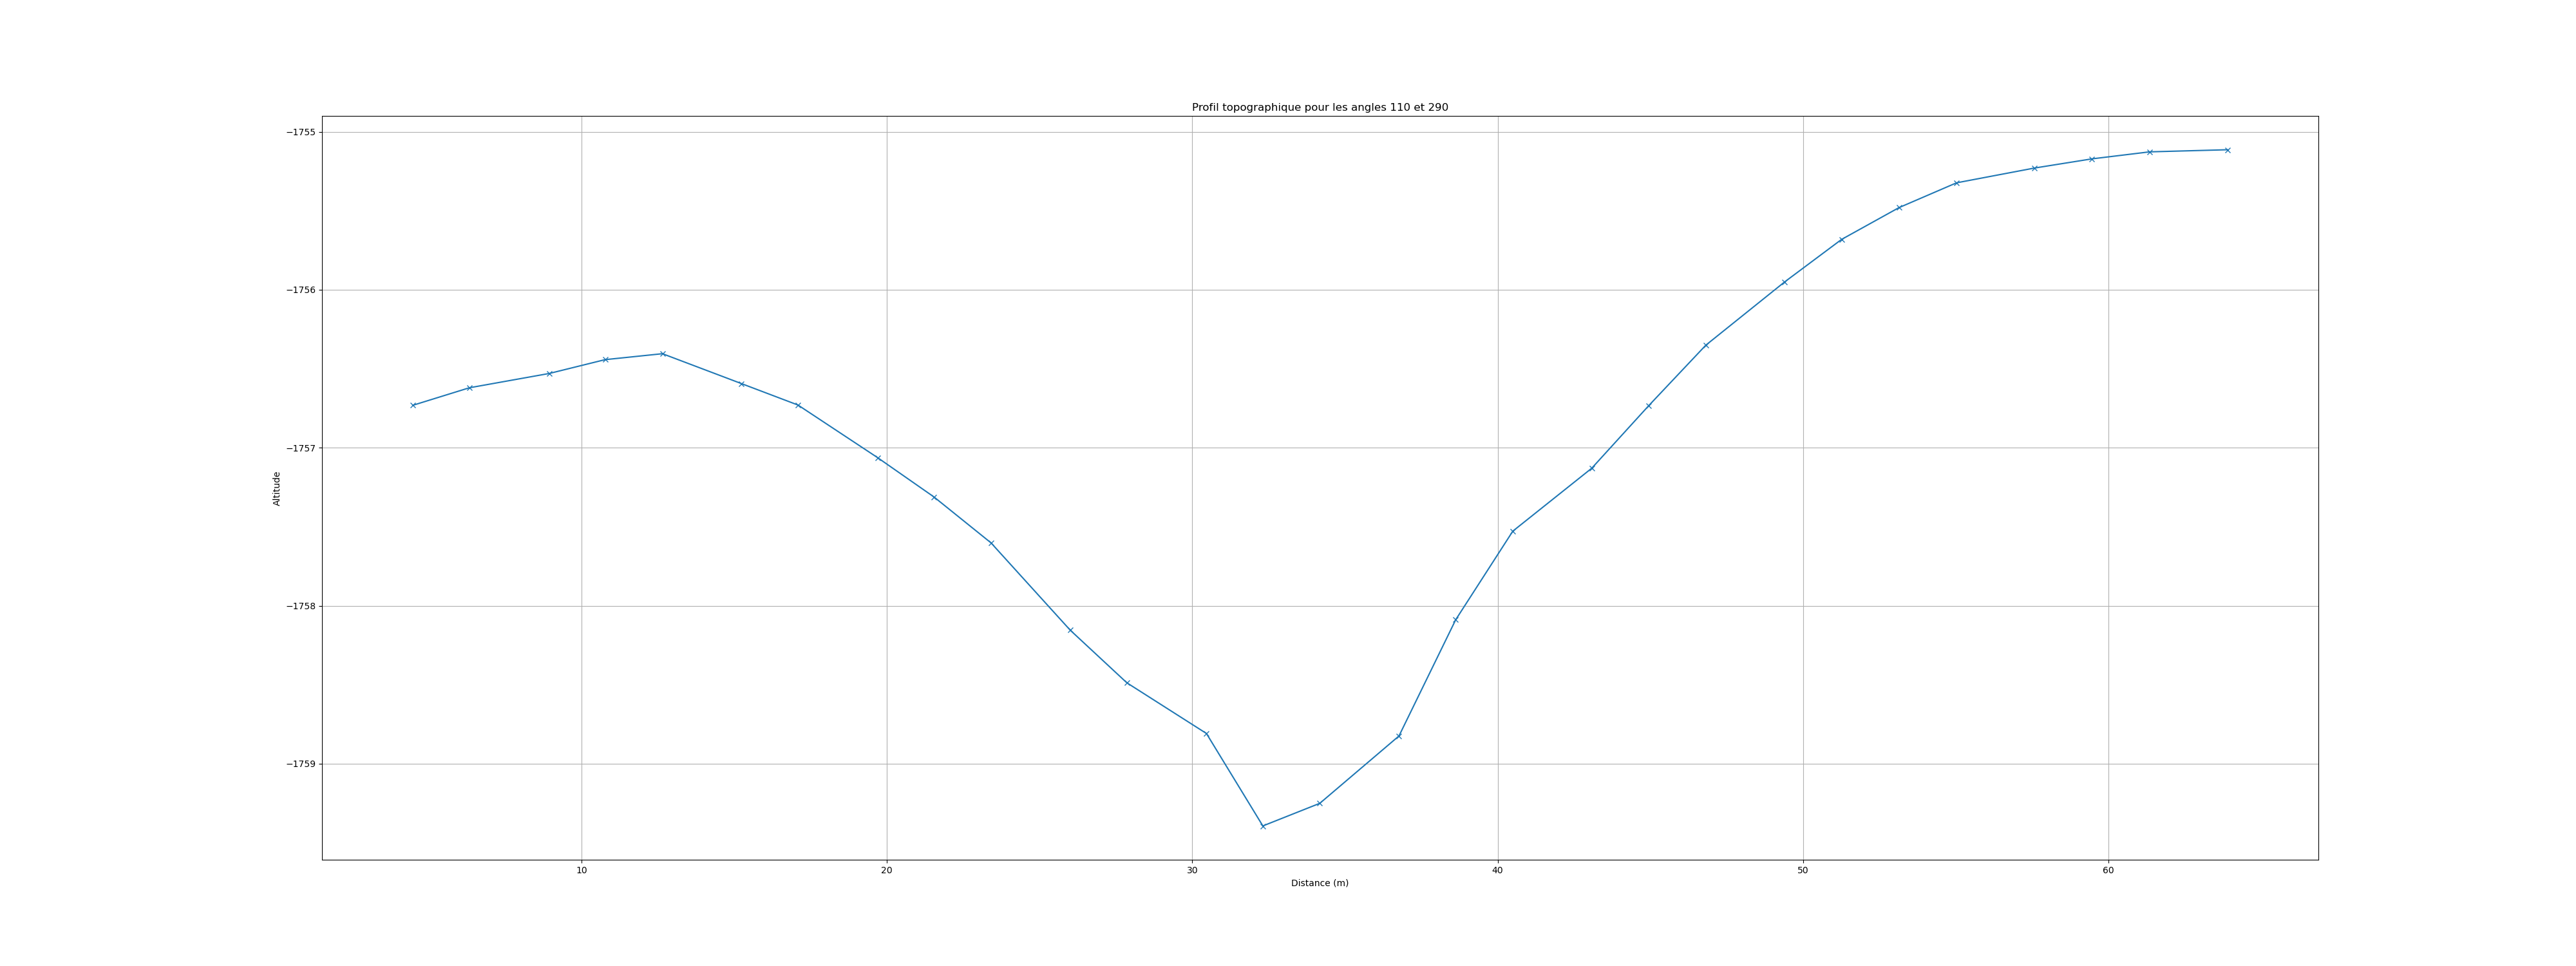 Profil topographique pour les angles 110 et 290
−1755
−1756
−1757
−1758
−1759
Altitude
10 20 30 40 50 60
Distance (m)